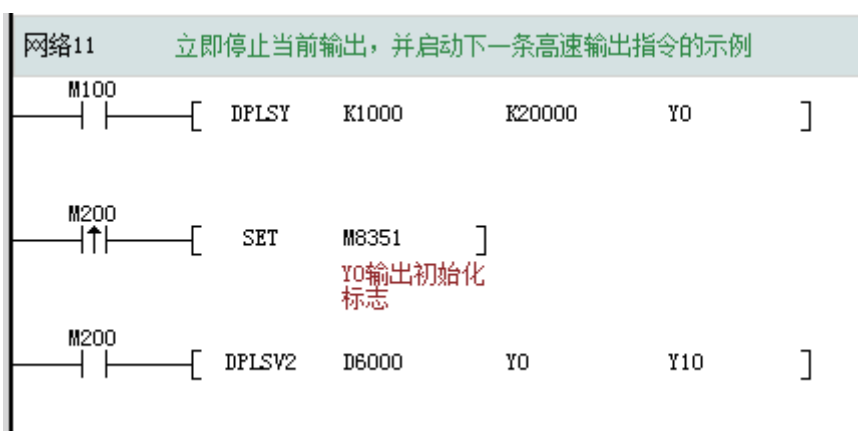 网络11 立即停止当前输出，并启动下一条高速输出指令的示例
M100
[ DPLSY K1000 K20000 Y0 ]
M200
[ SET M8351 ]
Y0输出初始化
标志
M200
[ DPLSV2 D6000 Y0 Y10 ]